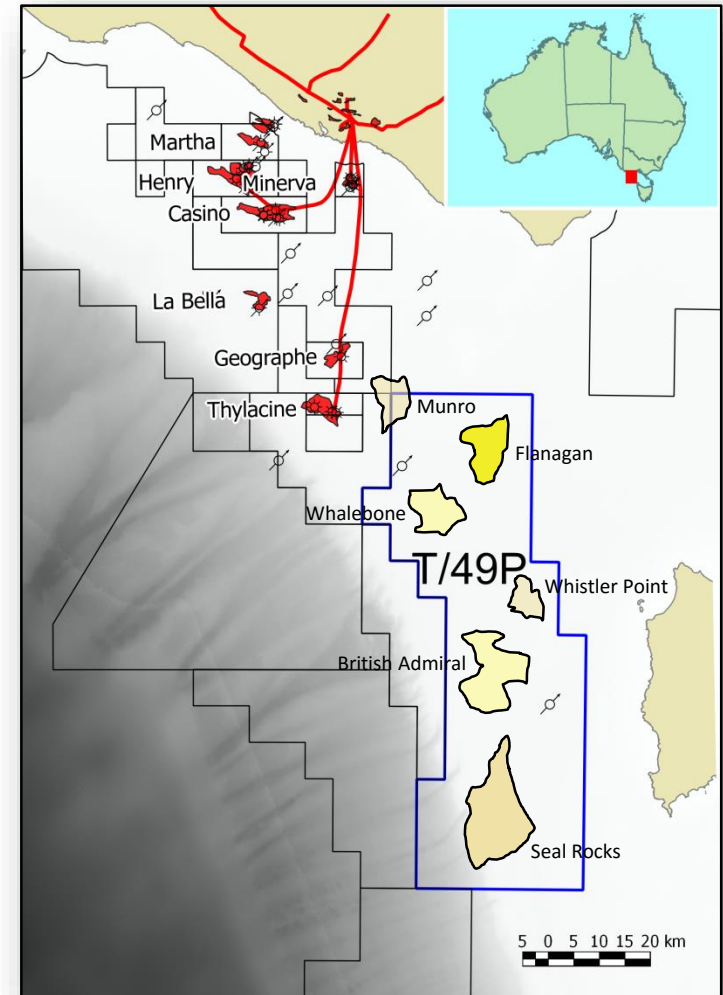 Martha
Henry
Minerva
Casino
La Bella
Geographe
Thylacine
Munro
Flanagan
Whalebone
T/49P
Whistler Point
British Admiral
Seal Rocks
5 0 5 10 15 20 km